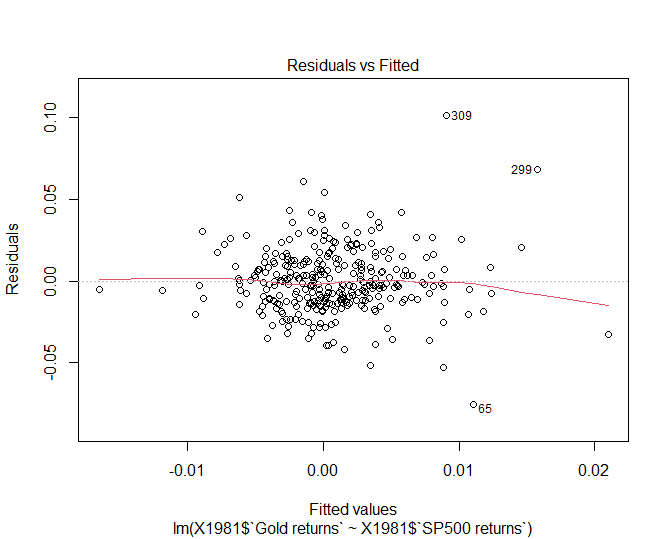 Residuals vs Fitted
309
299
65
0.10
0.05
0.00
-0.05
Residuals
-0.01
0.00
0.01
0.02
Fitted values
lm(X1981$`Gold returns` ~ X1981$`SP500 returns`)